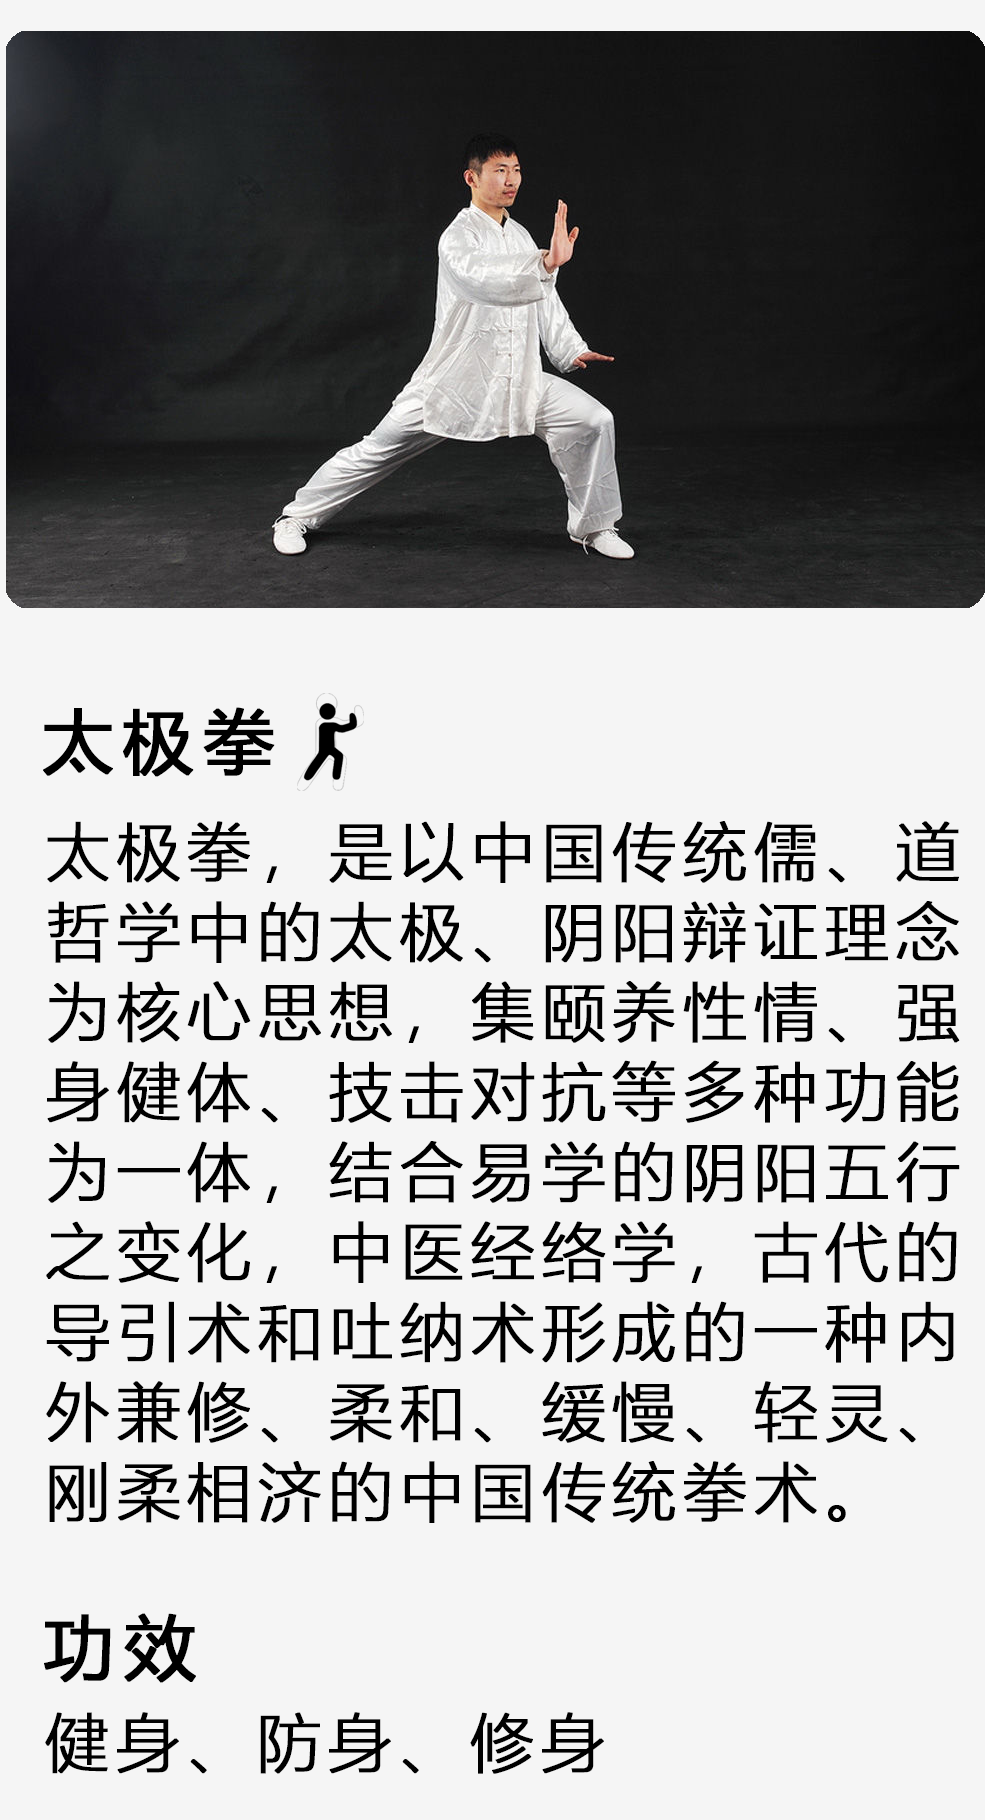 太极拳
太极拳，是以中国传统儒、道
哲学中的太极、阴阳辩证理念
为核心思想，集颐养性情、强
身健体、技击对抗等多种功能
为一体，结合易学的阴阳五行
之变化，中医经络学，古代的
导引术和吐纳术形成的一种内
外兼修、柔和、缓慢、轻灵、
刚柔相济的中国传统拳术。
功效
健身、防身、修身